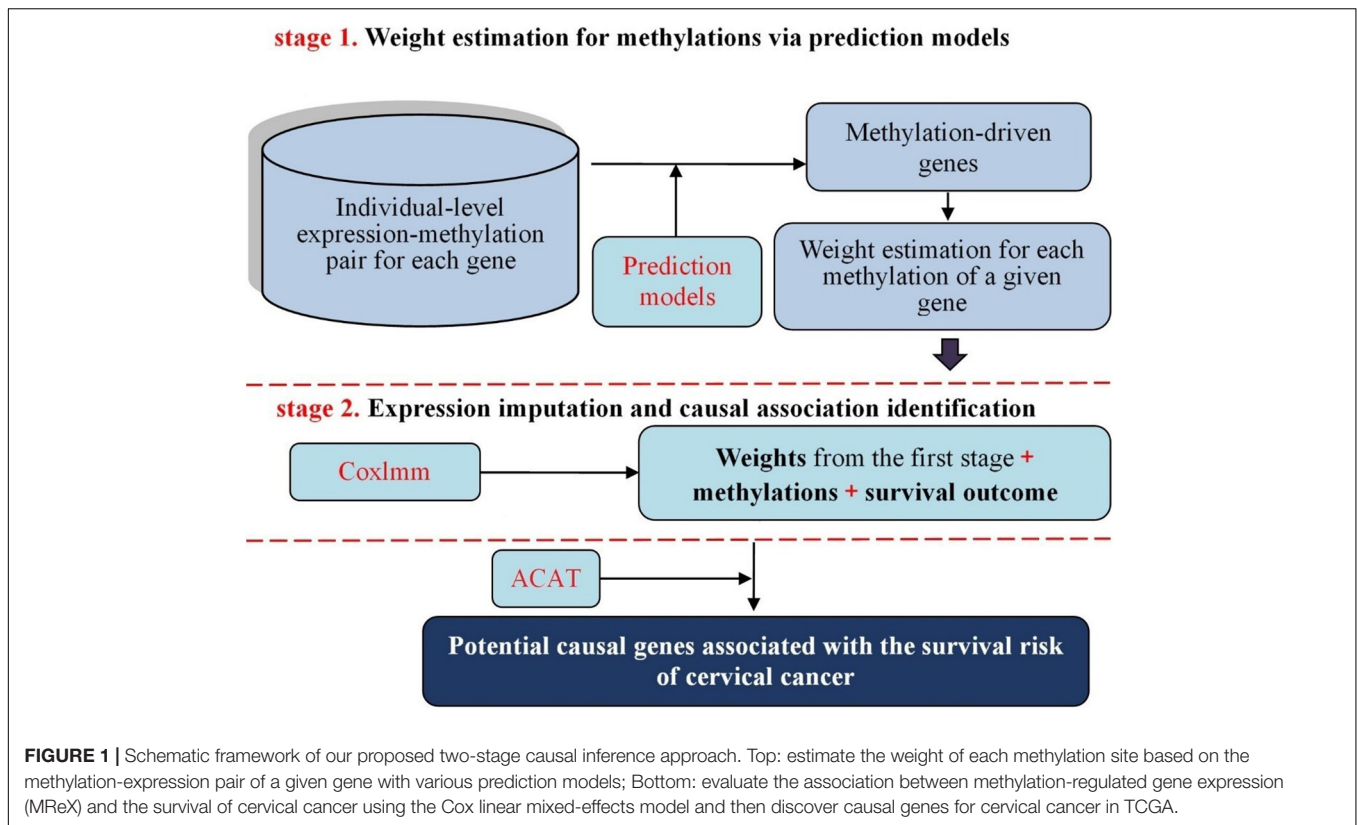 stage 1. Weight estimation for methylations via prediction models
Individual-level
expression-methylation
pair for each gene
Prediction
models
Methylation-driven
genes
Weight estimation for each
methylation of a given
gene
stage 2. Expression imputation and causal association identification
Coxlmm
Weights from the first stage +
methylations + survival outcome
ACAT
Potential causal genes associated with the survival risk
of cervical cancer
FIGURE 1 | Schematic framework of our proposed two-stage causal inference approach. Top: estimate the weight of each methylation site based on the
methylation-expression pair of a given gene with various prediction models; Bottom: evaluate the association between methylation-regulated gene expression
(MReX) and the survival of cervical cancer using the Cox linear mixed-effects model and then discover causal genes for cervical cancer in TCGA.